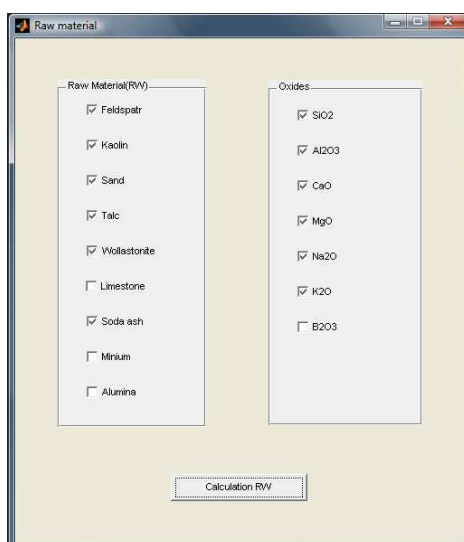 Raw material
Raw Material(RW)
Feldspatr
Kaolin
Sand
Talc
Wollastonite
Limestone
Soda ash
Minium
Alumina
Oxides
SiO2
Al2O3
CaO
MgO
Na2O
K2O
B2O3
Calculation RW